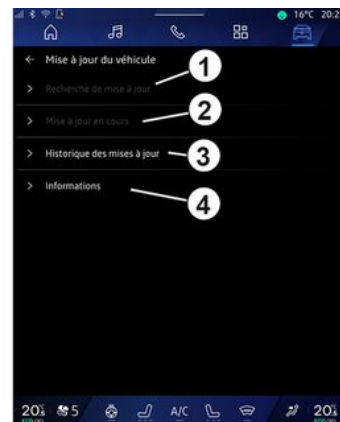 16°C 20:2
Mise à jour du véhicule
1
Recherche de mise à jour
2
Mise à jour en cours
Historique des mises à jour
3
Informations
4
20 5 A/C 20